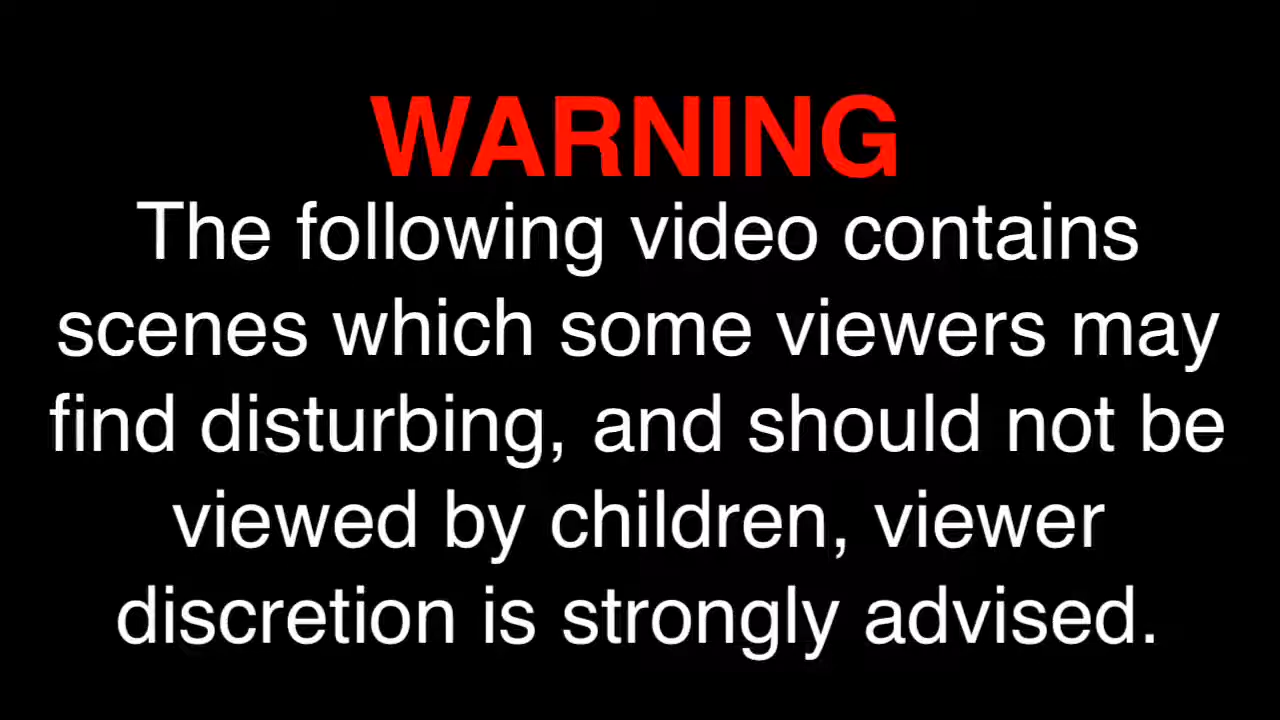 WARNING
The following video contains
scenes which some viewers may
find disturbing, and should not be
viewed by children, viewer
discretion is strongly advised.